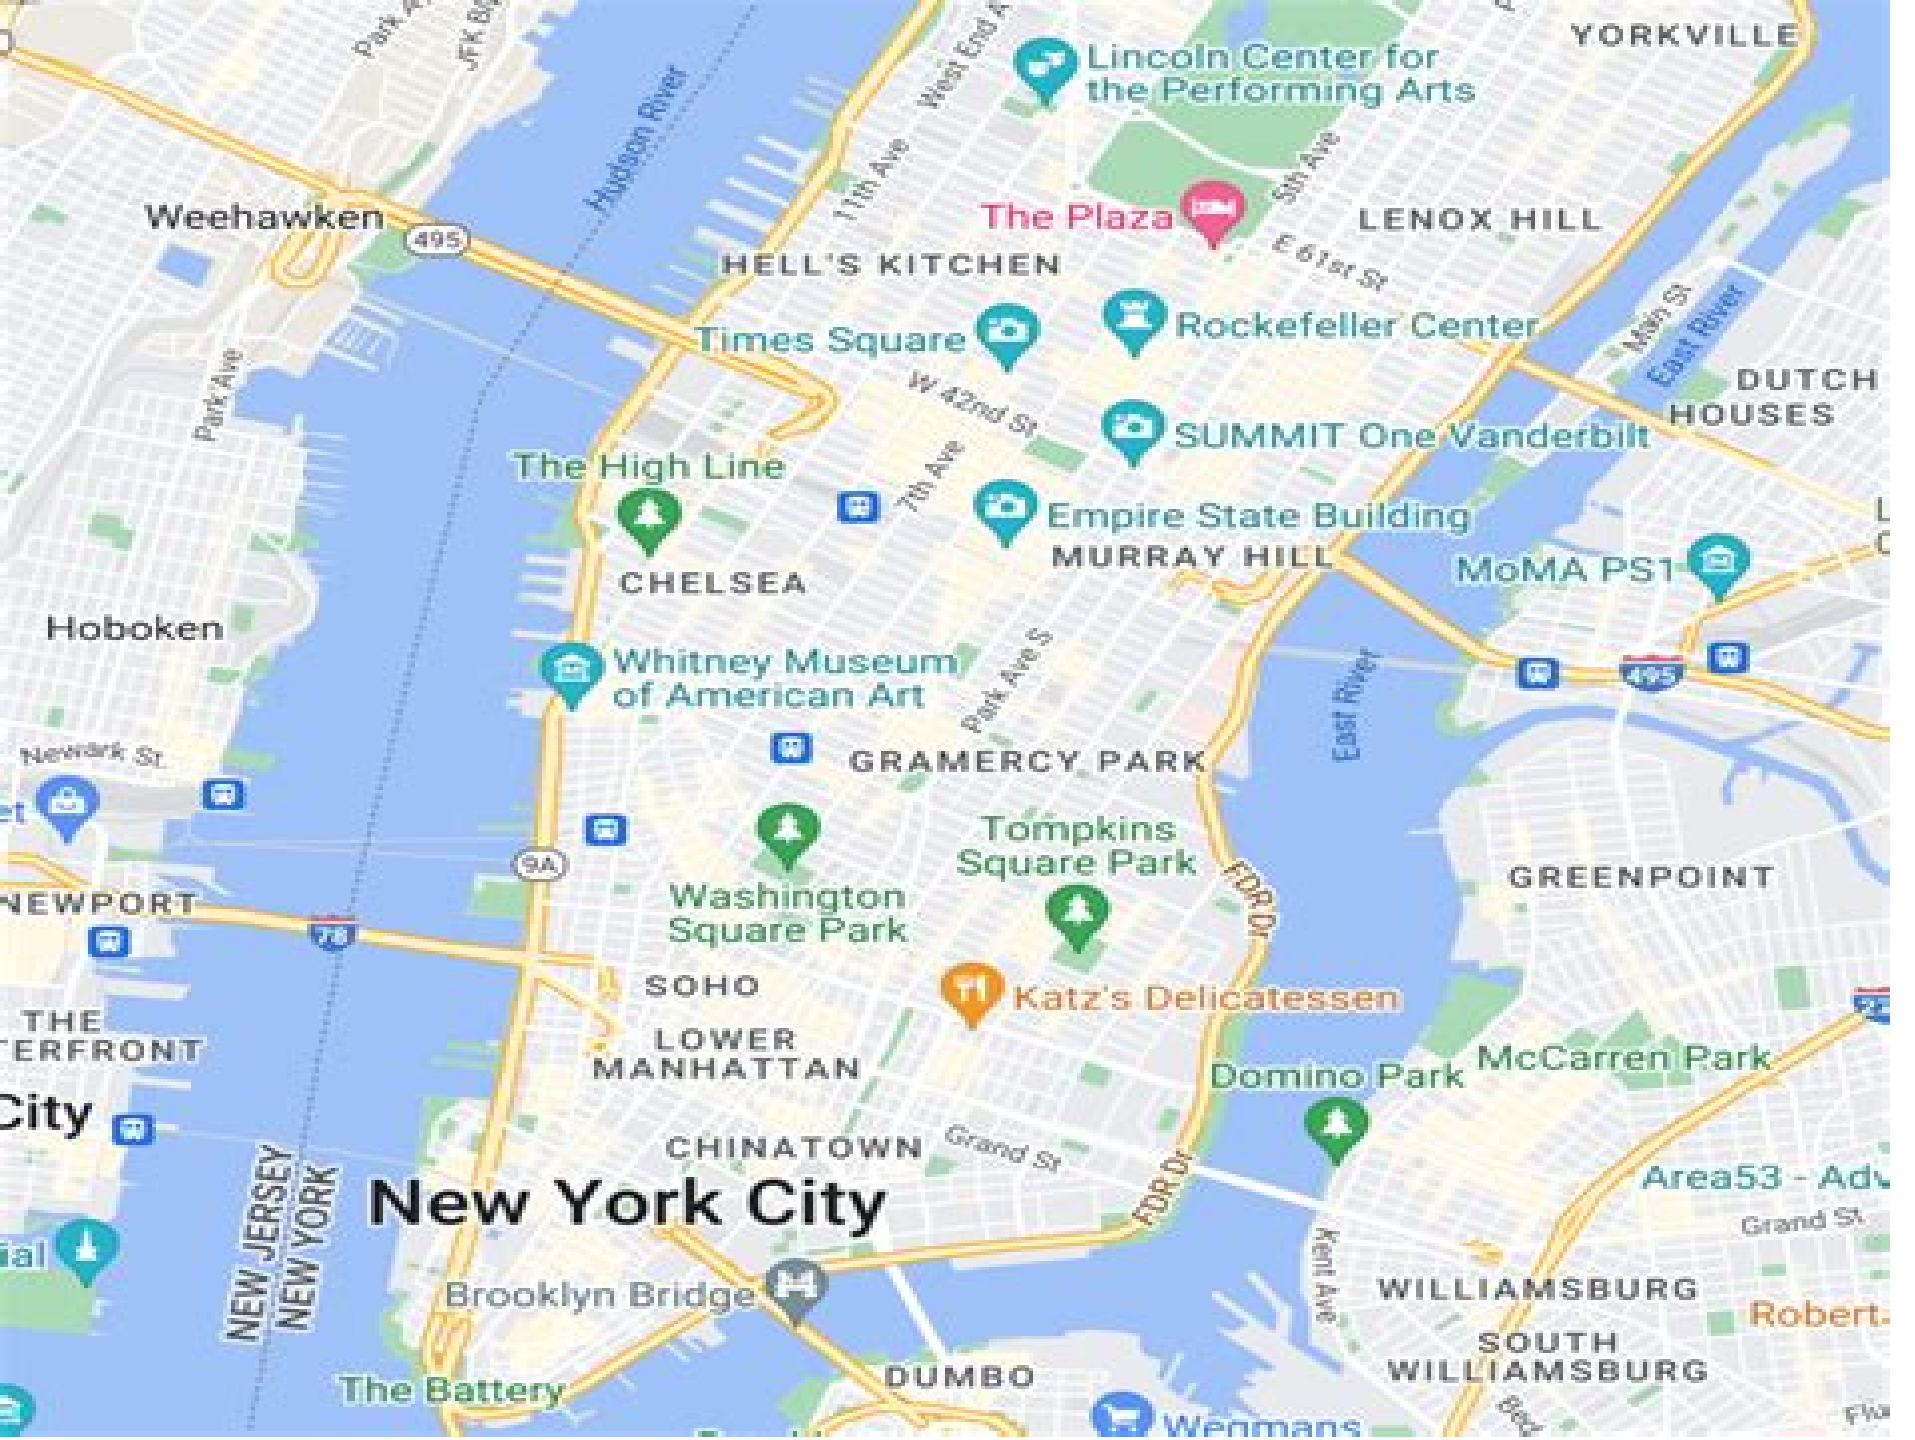 Park A
JFK Bo
West End A
YORKVILLE
Lincoln Center for
the Performing Arts
Hudson River
11th Ave
5th Ave
Weehawken
The Plaza
LENOX HILL
495
HELL'S KITCHEN
E 61st St
Main St
East River
Times Square
Rockefeller Center
Park Ave
W 42nd St
DUTCH
HOUSES
SUMMIT One Vanderbilt
The High Line
7th Ave
Empire State Building
L
C
MURRAY HILL
MoMA PS1
CHELSEA
Hoboken
Whitney Museum
of American Art
Park Ave S
East River
495
Newark St
GRAMERCY PARK
et
Tompkins
Square Park
9A
FDR Dr
GREENPOINT
NEWPORT
Washington
Square Park
78
SOHO
Katz's Delicatessen
THE
TERFRONT
LOWER
MANHATTAN
McCarren Park
Domino Park
City
CHINATOWN
Grand St
FDR Dr
Area53 - Adv
New York City
NEW JERSEY
NEW YORK
Grand St
ial
Kent Ave
Brooklyn Bridge
WILLIAMSBURG
Robert
SOUTH
WILLIAMSBURG
The Battery
DUMBO
Bed
Wegmans